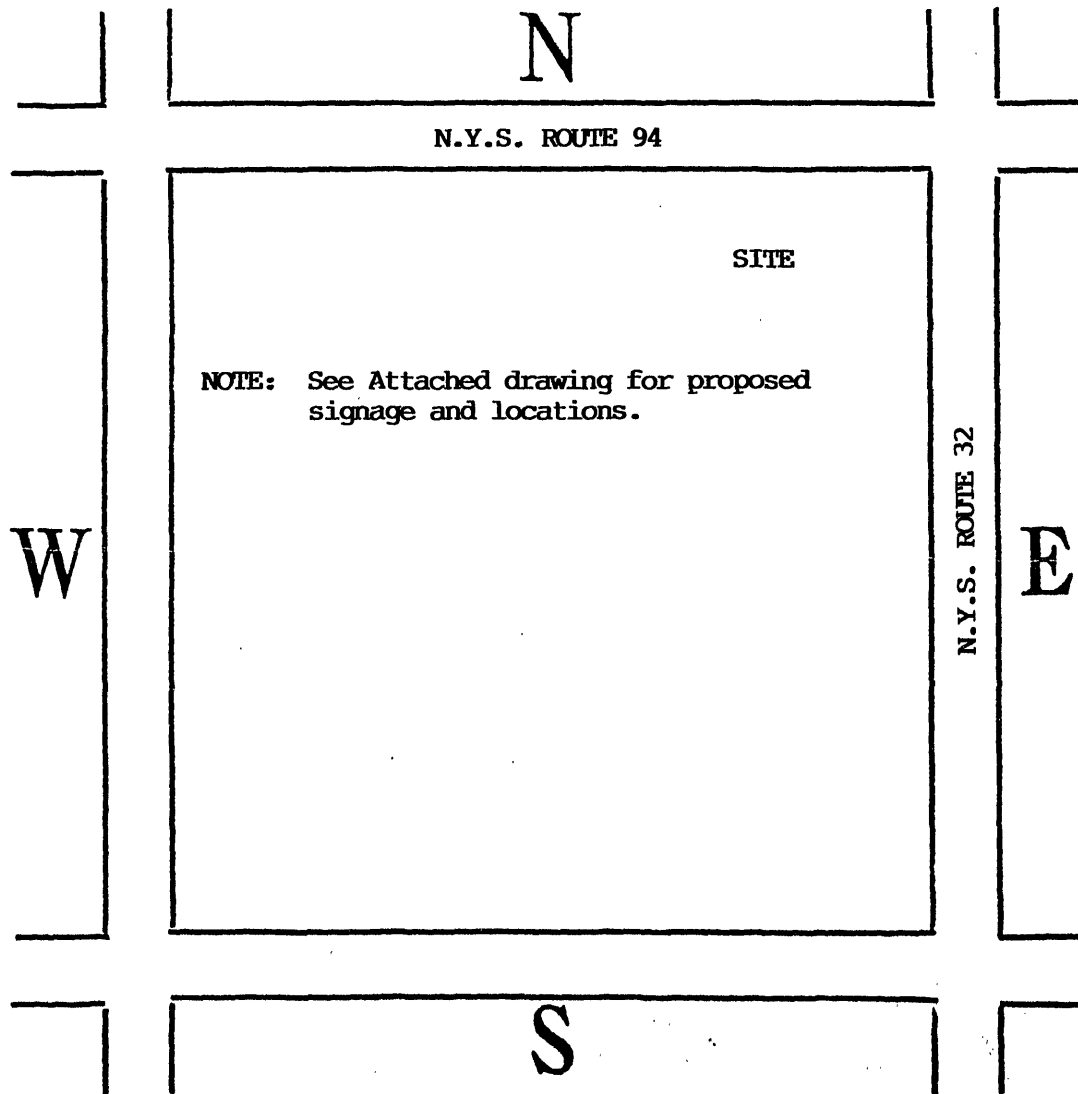 N
N.Y.S. ROUTE 94
SITE
NOTE: See Attached drawing for proposed
signage and locations.
N.Y.S. ROUTE 32
W
E
S